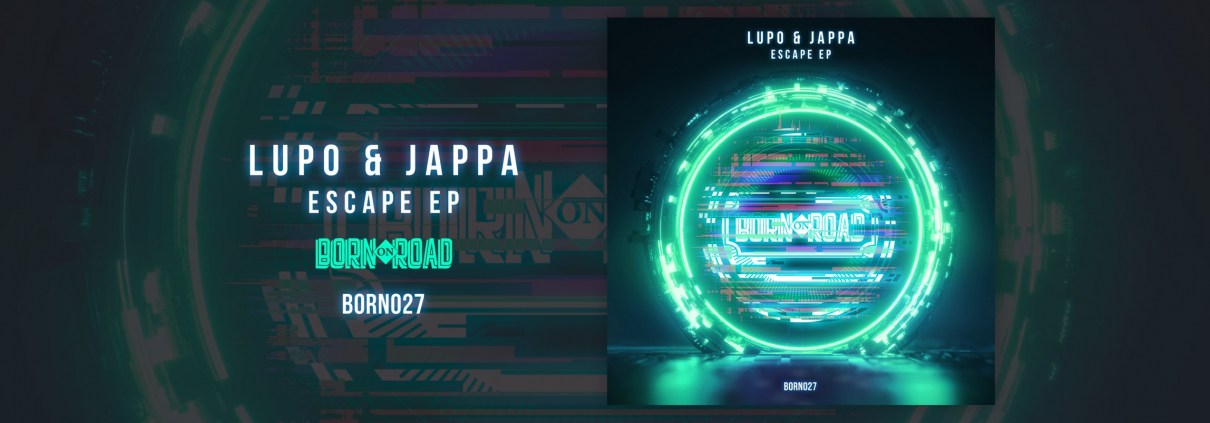 LUPO & JAPPA
ESCAPE EP
BORN ON ROAD
BORN027
LUPO & JAPPA
ESCAPE EP
BORN ON ROAD
BORN027